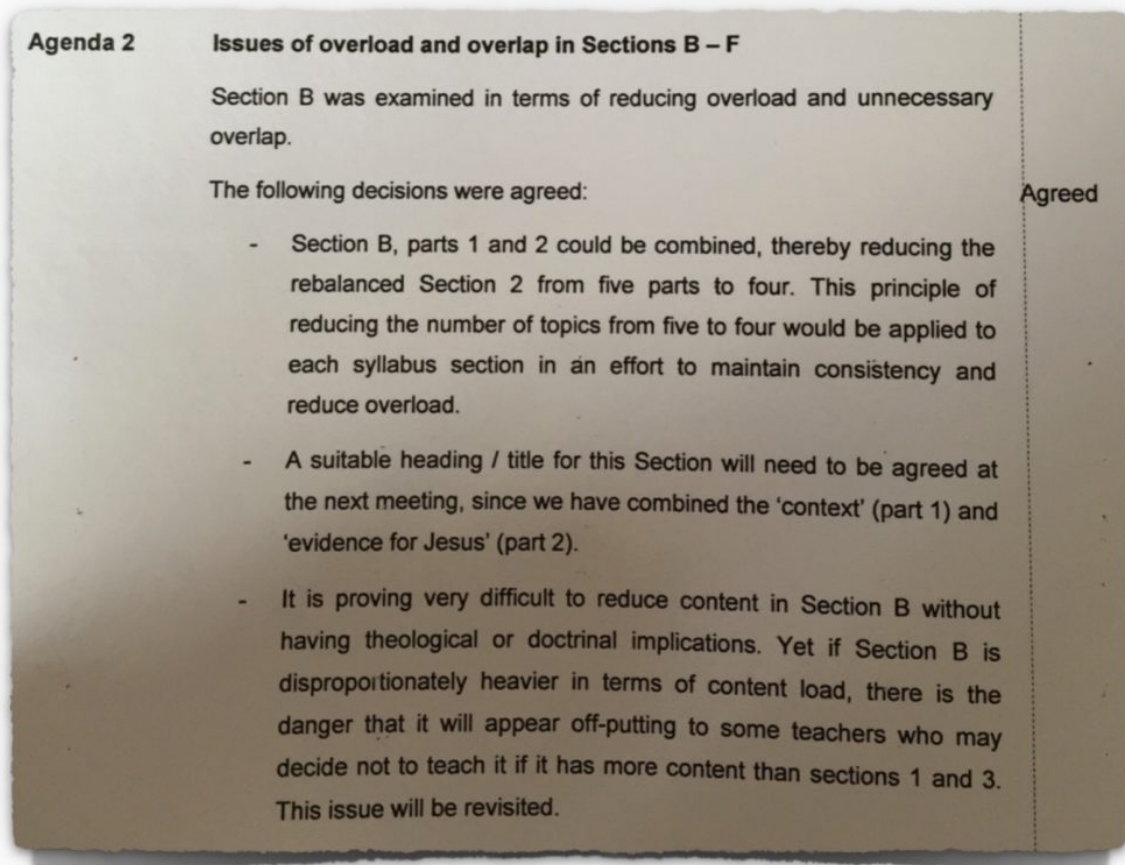 Agenda 2 Issues of overload and overlap in Sections B – F
Section B was examined in terms of reducing overload and unnecessary
overlap.
The following decisions were agreed: Agreed
- Section B, parts 1 and 2 could be combined, thereby reducing the
rebalanced Section 2 from five parts to four. This principle of
reducing the number of topics from five to four would be applied to
each syllabus section in an effort to maintain consistency and
reduce overload.
- A suitable heading / title for this Section will need to be agreed at
the next meeting, since we have combined the 'context' (part 1) and
'evidence for Jesus' (part 2).
- It is proving very difficult to reduce content in Section B without
having theological or doctrinal implications. Yet if Section B is
disproportionately heavier in terms of content load, there is the
danger that it will appear off-putting to some teachers who may
decide not to teach it if it has more content than sections 1 and 3.
This issue will be revisited.